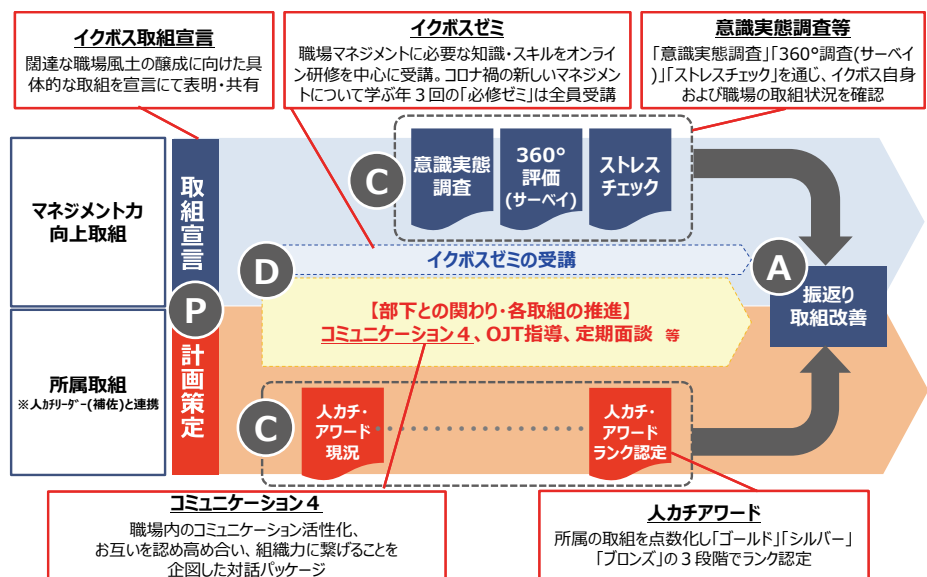 イクボス取組宣言
闊達な職場風土の醸成に向けた具
体的な取組を宣言にて表明・共有
イクボスゼミ
職場マネジメントに必要な知識・スキルをオンライ
ン研修を中心に受講。コロナ禍の新しいマネジメン
トについて学ぶ年３回の「必修ゼミ」は全員受講
意識実態調査等
「意識実態調査」「360°調査(サーベイ
)」「ストレスチェック」を通じ、イクボス自身
および職場の取組状況を確認
マネジメント力
向上取組
取組宣言
C
意識実態
調査
360°
評価
(サーベイ)
ストレス
チェック
D
イクボスゼミの受講
A
振返り
取組改善
P
【部下との関わり・各取組の推進】
コミュニケーション４、OJT指導、定期面談 等
所属取組
※人カチリーダー(補佐)と連携
計画策定
C
人カチ・
アワード
現況
人カチ・
アワード
ランク認定
コミュニケーション４
職場内のコミュニケーション活性化、
お互いを認め高め合い、組織力に繋げることを
企図した対話パッケージ
人カチアワード
所属の取組を点数化し「ゴールド」「シルバー」
「ブロンズ」の３段階でランク認定